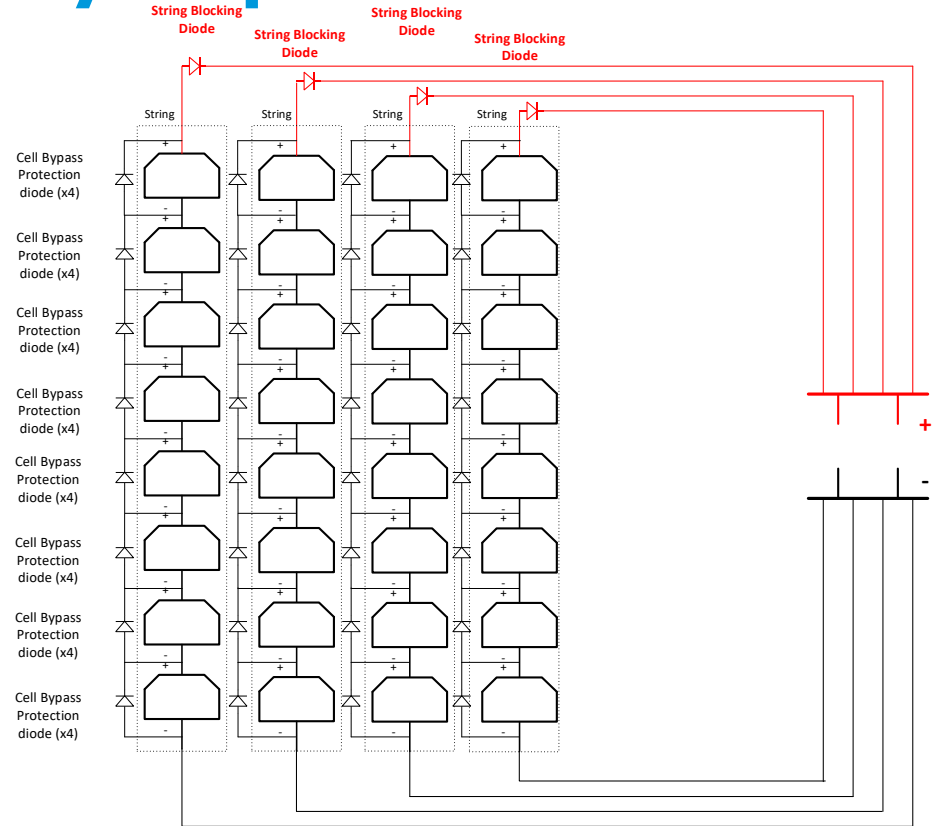 String Blocking
Diode
String Blocking
Diode
String Blocking
Diode
String Blocking
Diode
String
String
String
String
Cell Bypass
Protection
diode (x4)
Cell Bypass
Protection
diode (x4)
Cell Bypass
Protection
diode (x4)
Cell Bypass
Protection
diode (x4)
Cell Bypass
Protection
diode (x4)
Cell Bypass
Protection
diode (x4)
Cell Bypass
Protection
diode (x4)
Cell Bypass
Protection
diode (x4)
+
-